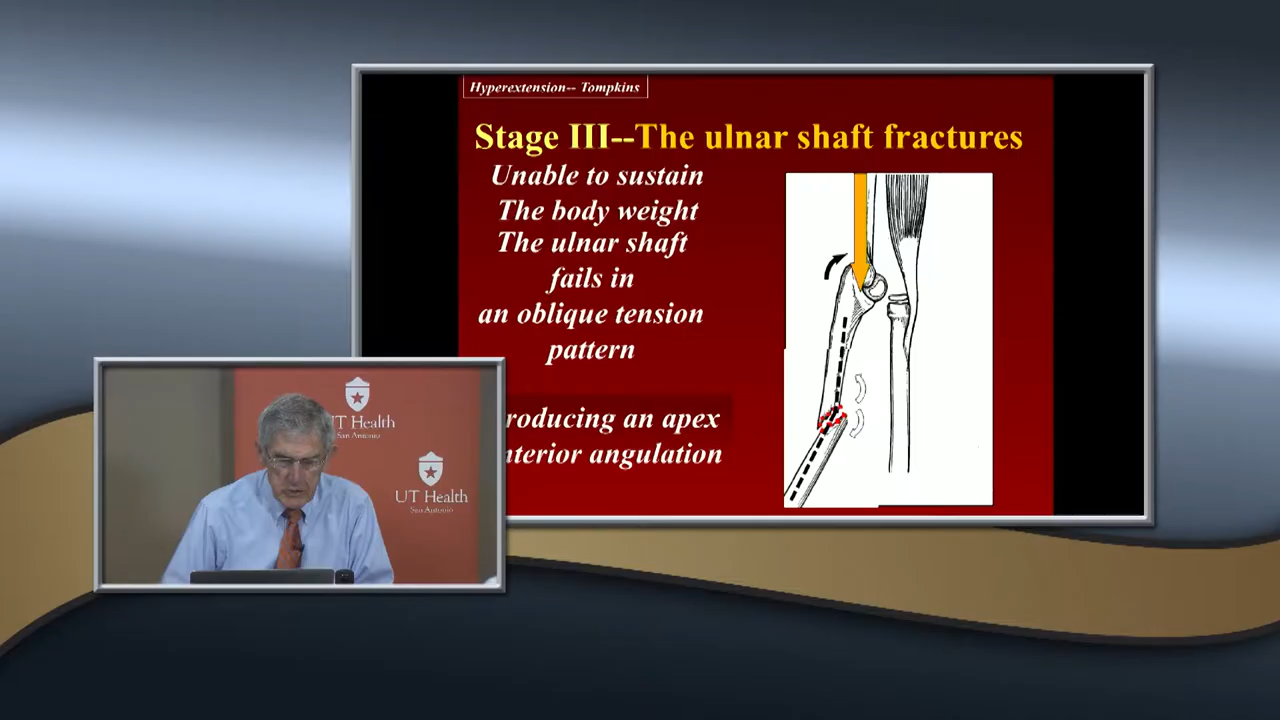 Hyperextension-- Tompkins
Stage III--The ulnar shaft fractures
Unable to sustain
The body weight
The ulnar shaft
fails in
an oblique tension
pattern
roducing an apex
nterior angulation
T Health
San Antonio
UT Health
San Antonio